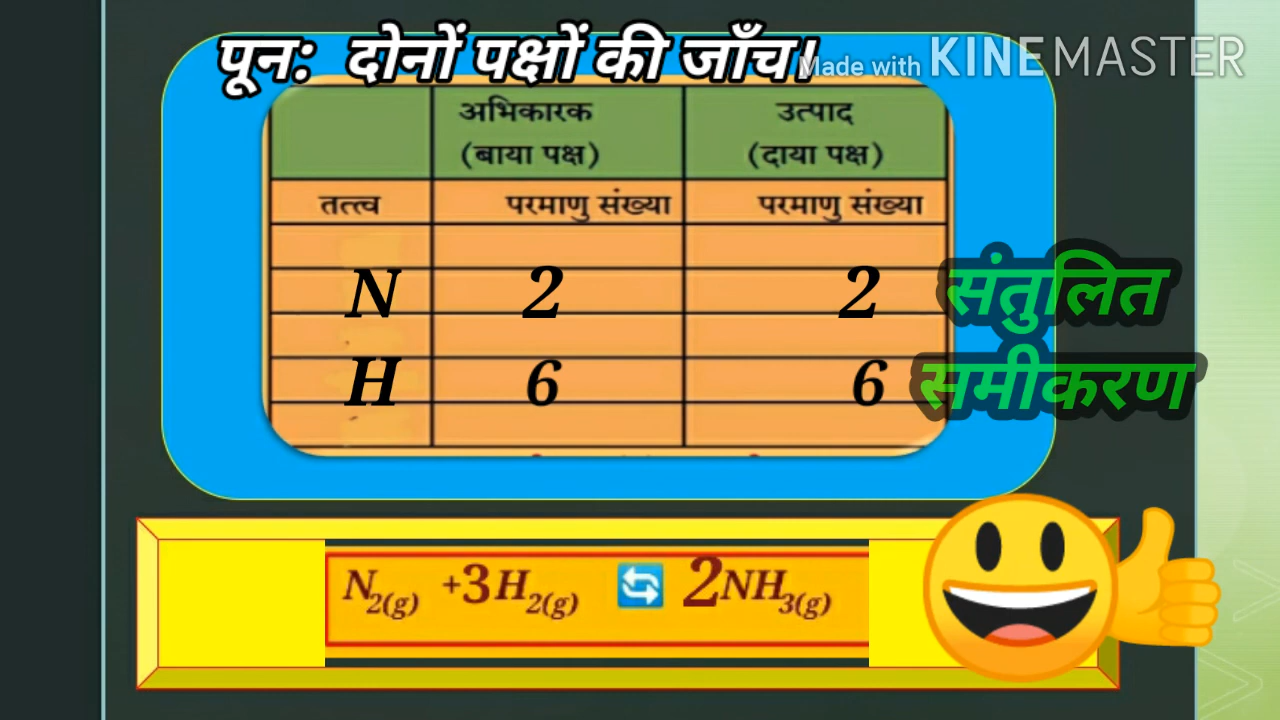 पून: दोनों पक्षों की जाँच!
Made with KINEMASTER
अभिकारक उत्पाद
(बाया पक्ष) (दाया पक्ष)
तत्त्व परमाणु संख्या परमाणु संख्या
N 2 2
H 6 6
संतुलित
समीकरण
N2(g) +3H2(g) 🔄 2NH3(g)